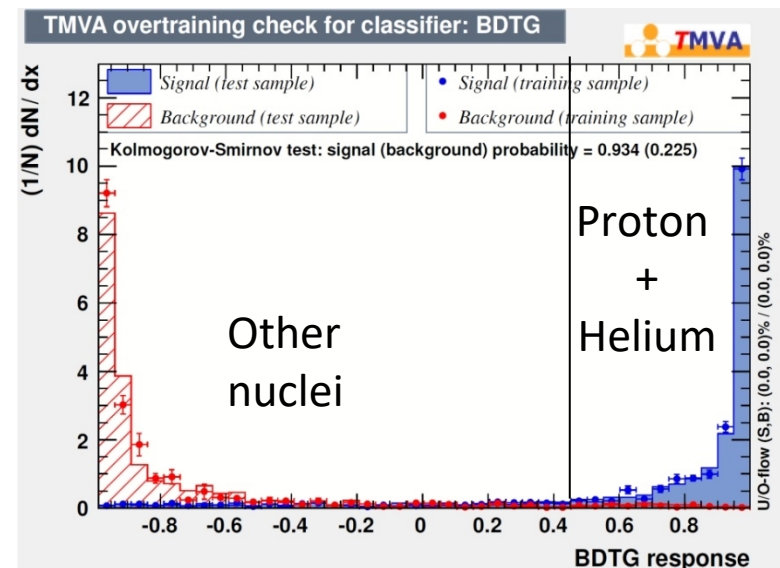 TMVA overtraining check for classifier: BDTG
TMVA
Signal (test sample)
Signal (training sample)
Background (test sample)
Background (training sample)
Kolmogorov-Smirnov test: signal (background) probability = 0.934 (0.225)
(1/N) dN / dx
12
10
8
6
4
2
0
Other
nuclei
Proton
+
Helium
U/O-flow (S,B): (0.0, 0.0)% / (0.0, 0.0)%
-0.8 -0.6 -0.4 -0.2 0 0.2 0.4 0.6 0.8
BDTG response